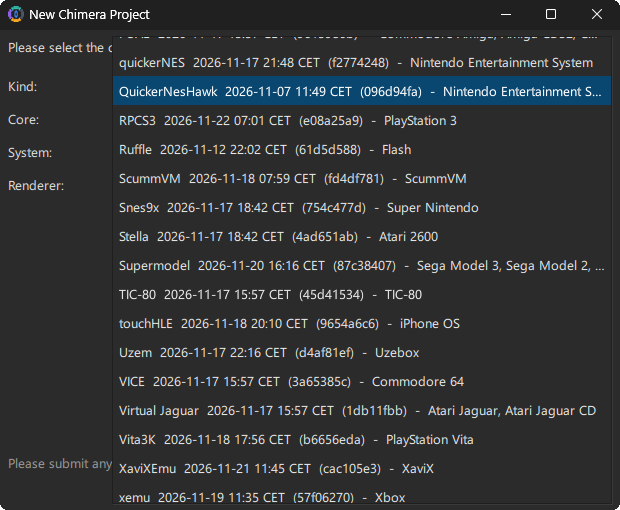 New Chimera Project
Please select the c
quickerNES 2026-11-17 21:48 CET (f2774248) - Nintendo Entertainment System
Kind:
QuickerNesHawk 2026-11-07 11:49 CET (096d94fa) - Nintendo Entertainment S...
Core:
RPCS3 2026-11-22 07:01 CET (e08a25a9) - PlayStation 3
System:
Ruffle 2026-11-12 22:02 CET (61d5d588) - Flash
Renderer:
ScummVM 2026-11-18 07:59 CET (fd4df781) - ScummVM
Snes9x 2026-11-17 18:42 CET (754c477d) - Super Nintendo
Stella 2026-11-17 18:42 CET (4ad651ab) - Atari 2600
Supermodel 2026-11-20 16:16 CET (87c38407) - Sega Model 3, Sega Model 2, ...
TIC-80 2026-11-17 15:57 CET (45d41534) - TIC-80
touchHLE 2026-11-18 20:10 CET (9654a6c6) - iPhone OS
Uzem 2026-11-17 22:16 CET (d4af81ef) - Uzebox
VICE 2026-11-17 15:57 CET (3a65385c) - Commodore 64
Virtual Jaguar 2026-11-17 15:57 CET (1db11fbb) - Atari Jaguar, Atari Jaguar CD
Vita3K 2026-11-18 17:56 CET (b6656eda) - PlayStation Vita
Please submit any
XaviXEmu 2026-11-21 11:45 CET (cac105e3) - XaviX
xemu 2026-11-19 11:35 CET (57f06270) - Xbox